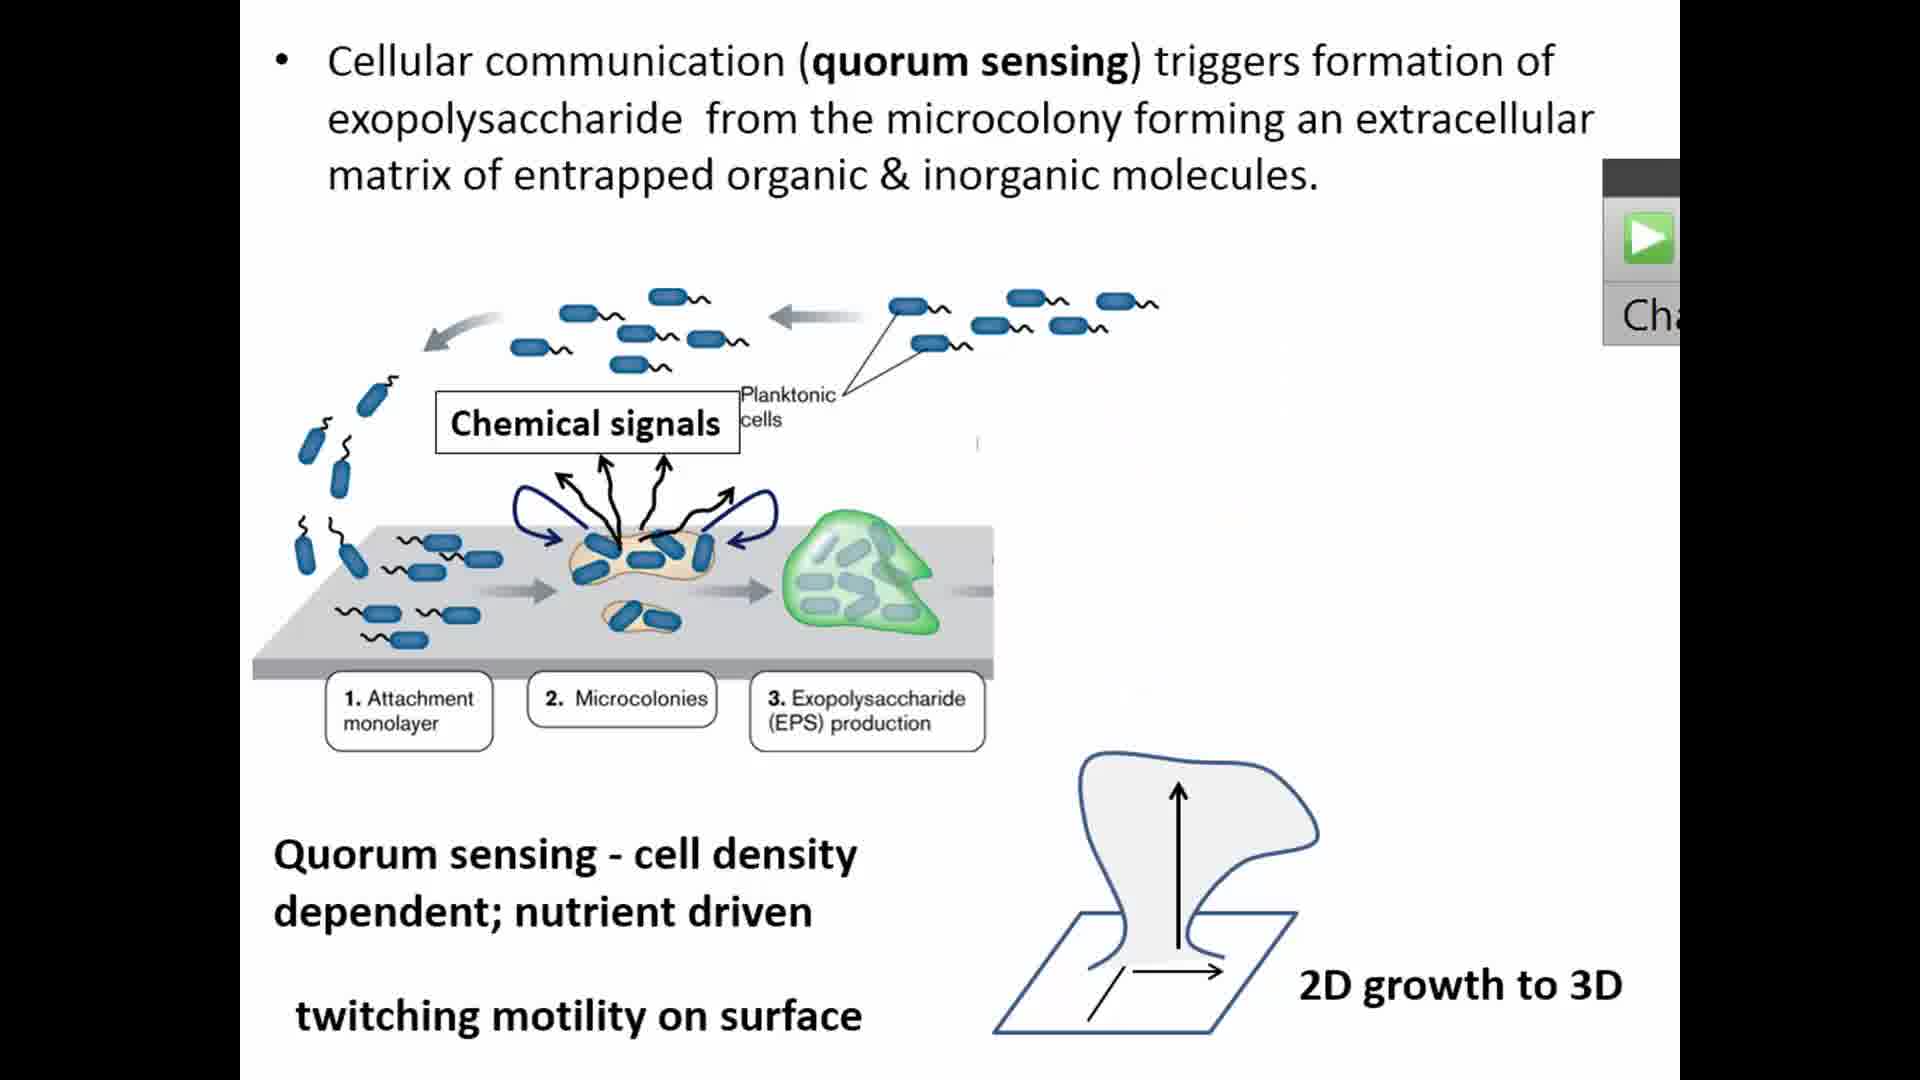 • Cellular communication (quorum sensing) triggers formation of
exopolysaccharide from the microcolony forming an extracellular
matrix of entrapped organic & inorganic molecules.
Cha
Planktonic
cells
Chemical signals
1. Attachment
monolayer
2. Microcolonies
3. Exopolysaccharide
(EPS) production
Quorum sensing - cell density
dependent; nutrient driven
twitching motility on surface
2D growth to 3D